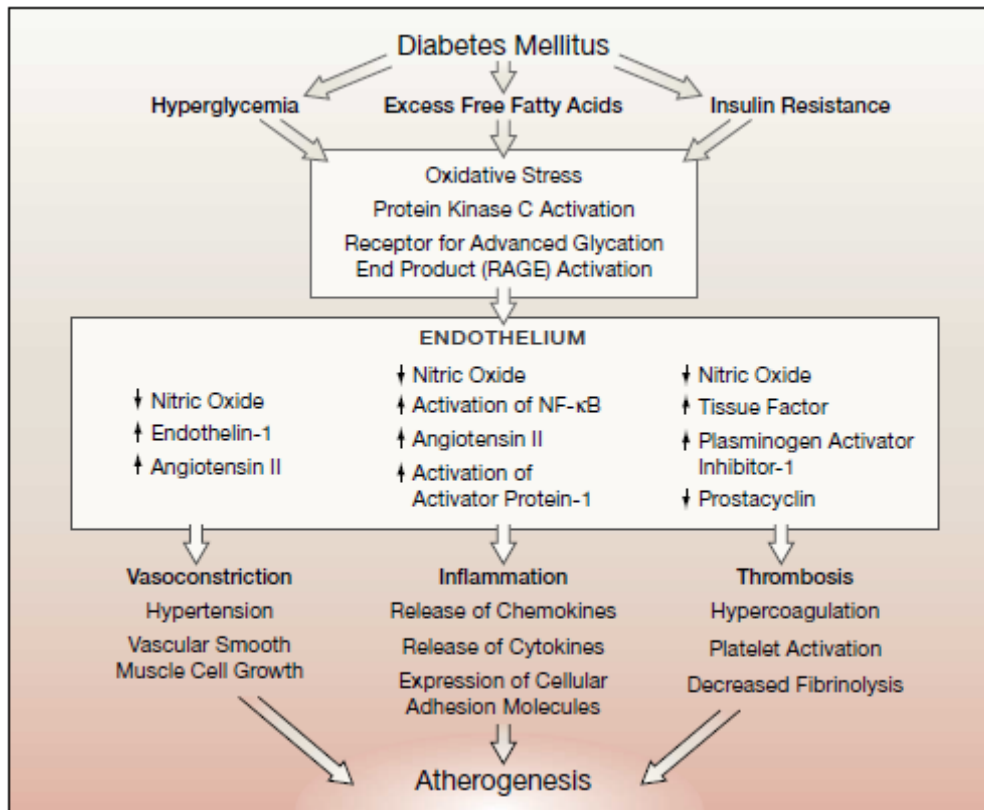 Diabetes Mellitus
Hyperglycemia
Excess Free Fatty Acids
Insulin Resistance
Oxidative Stress
Protein Kinase C Activation
Receptor for Advanced Glycation
End Product (RAGE) Activation
ENDOTHELIUM
↓ Nitric Oxide
↑ Endothelin-1
↑ Angiotensin II
↓ Nitric Oxide
↑ Activation of NF-κB
↑ Angiotensin II
↑ Activation of
Activator Protein-1
↓ Nitric Oxide
↑ Tissue Factor
↑ Plasminogen Activator
Inhibitor-1
↓ Prostacyclin
Vasoconstriction
Hypertension
Vascular Smooth
Muscle Cell Growth
Inflammation
Release of Chemokines
Release of Cytokines
Expression of Cellular
Adhesion Molecules
Thrombosis
Hypercoagulation
Platelet Activation
Decreased Fibrinolysis
Atherogenesis